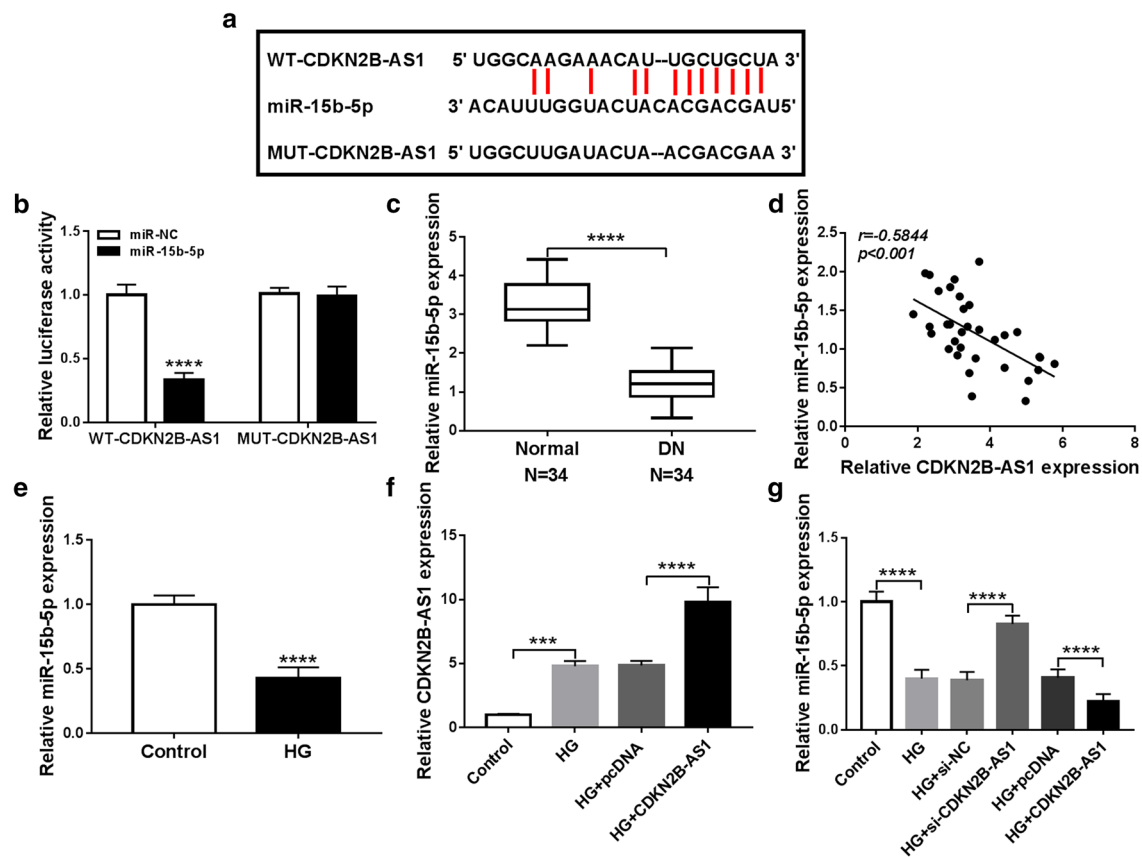 a
WT-CDKN2B-AS1 5' UGGCAAGAAACAU--UGCUGCUA 3'
miR-15b-5p 3' ACAUUUGGUACUACACGACGAU5'
MUT-CDKN2B-AS1 5' UGGCUUGAUACUA--ACGACGAA 3'
b
Relative luciferase activity
1.5
1.0
0.5
0.0
miR-NC
miR-15b-5p
****
WT-CDKN2B-AS1 MUT-CDKN2B-AS1
c
Relative miR-15b-5p expression
5
4
3
2
1
0
****
Normal DN
N=34 N=34
d
Relative miR-15b-5p expression
2.5
2.0
1.5
1.0
0.5
0.0
r=-0.5844
p<0.001
0 2 4 6 8
Relative CDKN2B-AS1 expression
e
Relative miR-15b-5p expression
1.5
1.0
0.5
0.0
****
Control HG
f
Relative CDKN2B-AS1 expression
15
10
5
0
***
****
Control
HG
HG+pcDNA
HG+CDKN2B-AS1
g
Relative miR-15b-5p expression
1.5
1.0
0.5
0.0
****
****
****
Control
HG
HG+si-NC
HG+si-CDKN2B-AS1
HG+pcDNA
HG+CDKN2B-AS1